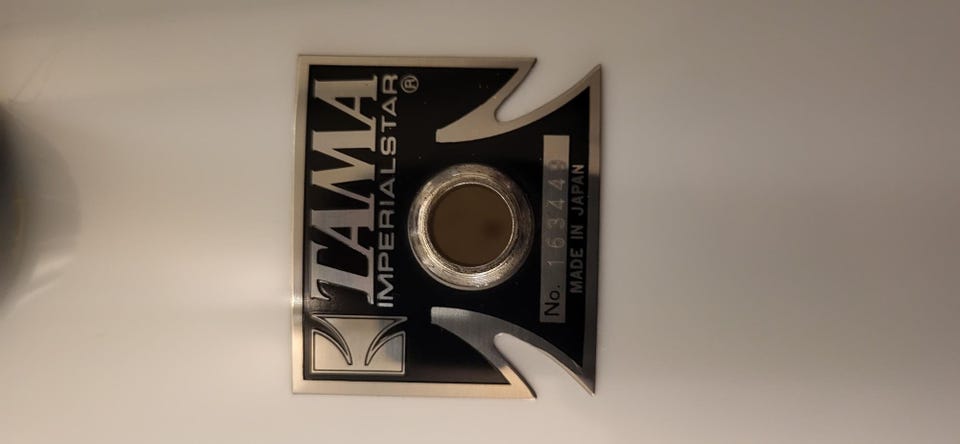 TAMA
IMPERIALSTAR®
No. 163449
MADE IN JAPAN